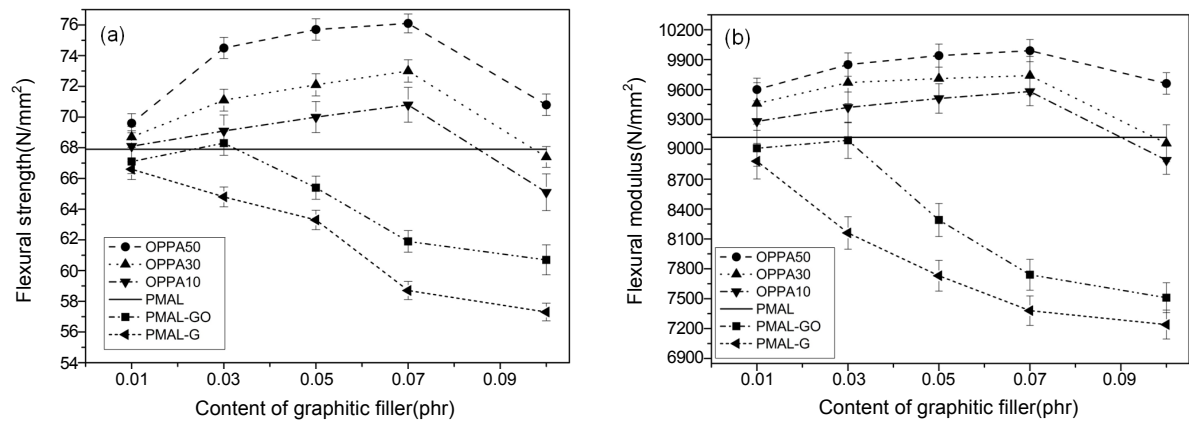 (a)
Flexural strength(N/mm²)
76
74
72
70
68
66
64
62
60
58
56
54
OPPA50
OPPA30
OPPA10
PMAL
PMAL-GO
PMAL-G
0.01 0.03 0.05 0.07 0.09
Content of graphitic filler(phr)
(b)
Flexural modulus(N/mm²)
10200
9900
9600
9300
9000
8700
8400
8100
7800
7500
7200
6900
OPPA50
OPPA30
OPPA10
PMAL
PMAL-GO
PMAL-G
0.01 0.03 0.05 0.07 0.09
Content of graphitic filler(phr)